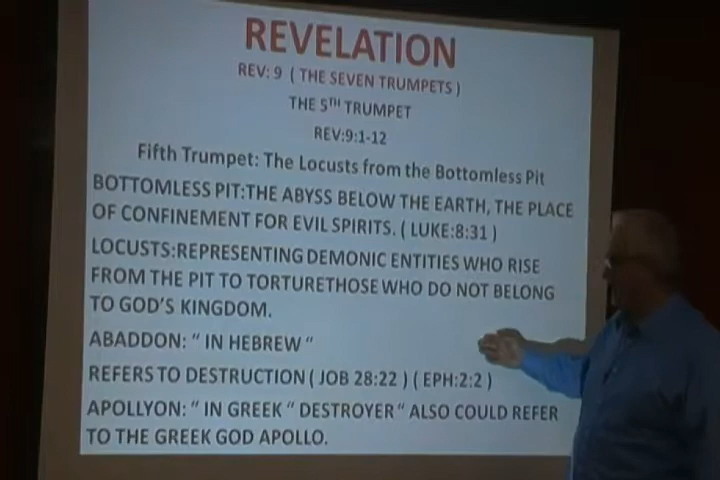 REVELATION
REV: 9 ( THE SEVEN TRUMPETS )
THE 5TH TRUMPET
REV:9:1-12
Fifth Trumpet: The Locusts from the Bottomless Pit
BOTTOMLESS PIT:THE ABYSS BELOW THE EARTH, THE PLACE
OF CONFINEMENT FOR EVIL SPIRITS. ( LUKE:8:31 )
LOCUSTS:REPRESENTING DEMONIC ENTITIES WHO RISE
FROM THE PIT TO TORTURETHOSE WHO DO NOT BELONG
TO GOD'S KINGDOM.
ABADDON: " IN HEBREW "
REFERS TO DESTRUCTION ( JOB 28:22 ) ( EPH:2:2 )
APOLLYON: " IN GREEK " DESTROYER " ALSO COULD REFER
TO THE GREEK GOD APOLLO.